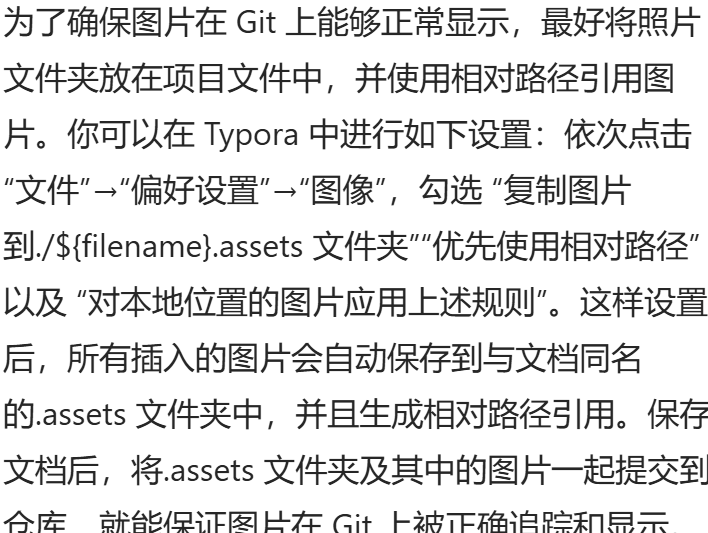 为了确保图片在 Git 上能够正常显示，最好将照片
文件夹放在项目文件中，并使用相对路径引用图
片。你可以在 Typora 中进行如下设置：依次点击
“文件”→“偏好设置”→“图像”，勾选 “复制图片
到./${filename}.assets 文件夹”“优先使用相对路径”
以及 “对本地位置的图片应用上述规则”。这样设置
后，所有插入的图片会自动保存到与文档同名
的.assets 文件夹中，并且生成相对路径引用。保存
文档后，将.assets 文件夹及其中的图片一起提交到
仓库，就能保证图片在 Git 上被正确追踪和显示。